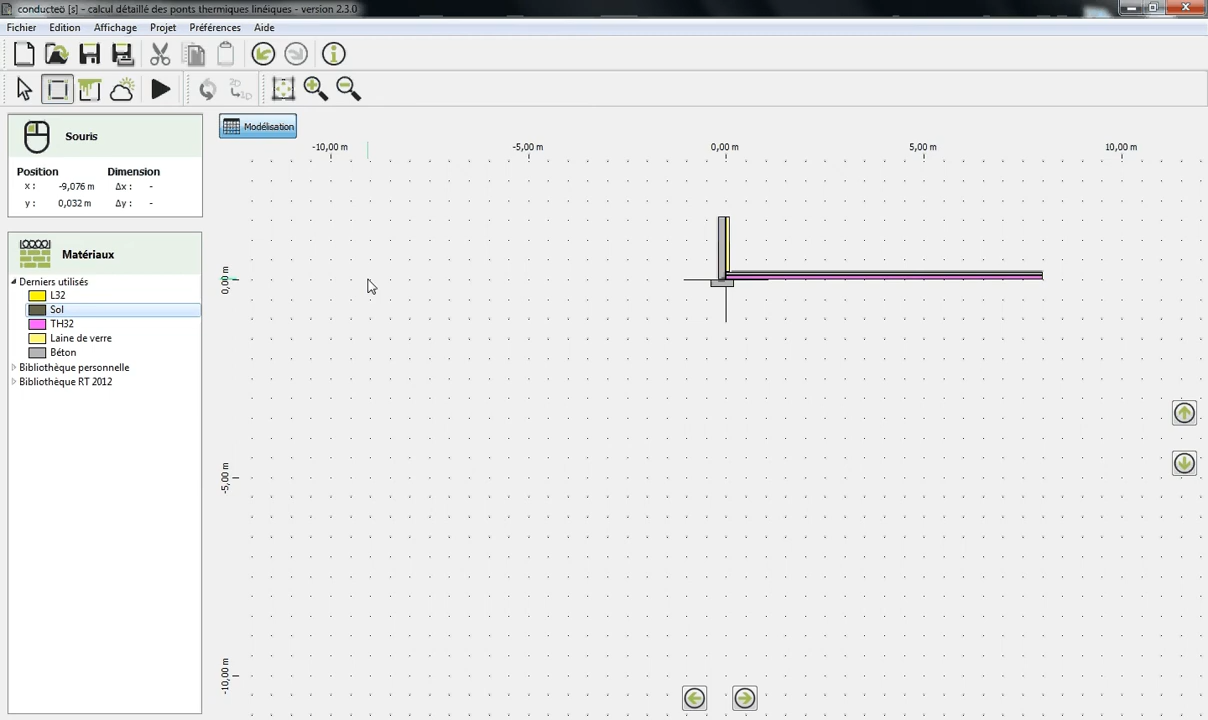 conducteö [s] - calcul détaillé des ponts thermiques linéiques - version 2.3.0
Fichier Edition Affichage Projet Préférences Aide
Souris
Modélisation
Position Dimension
x : -9,076 m Δx : -
y : 0,032 m Δy : -
-10,00 m -5,00 m 0,00 m 5,00 m 10,00 m
Matériaux
Derniers utilisés
L32
Sol
TH32
Laine de verre
Béton
Bibliothèque personnelle
Bibliothèque RT 2012
0,00 m
-5,00 m
-10,00 m